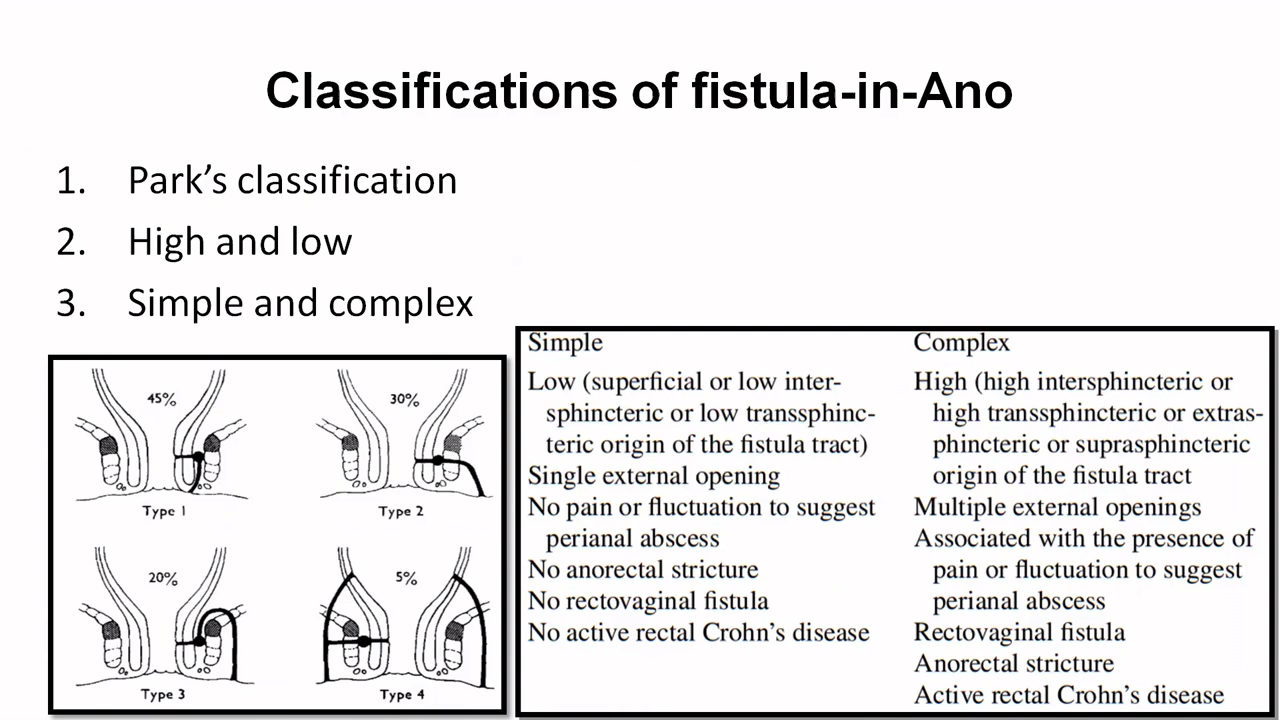 Classifications of fistula-in-Ano
1. Park’s classification
2. High and low
3. Simple and complex
45%
Type 1
30%
Type 2
20%
Type 3
5%
Type 4
Simple
Low (superficial or low inter-
sphincteric or low transsphinc-
teric origin of the fistula tract)
Single external opening
No pain or fluctuation to suggest
perianal abscess
No anorectal stricture
No rectovaginal fistula
No active rectal Crohn’s disease
Complex
High (high intersphincteric or
high transsphincteric or extras-
phincteric or suprasphincteric
origin of the fistula tract
Multiple external openings
Associated with the presence of
pain or fluctuation to suggest
perianal abscess
Rectovaginal fistula
Anorectal stricture
Active rectal Crohn’s disease